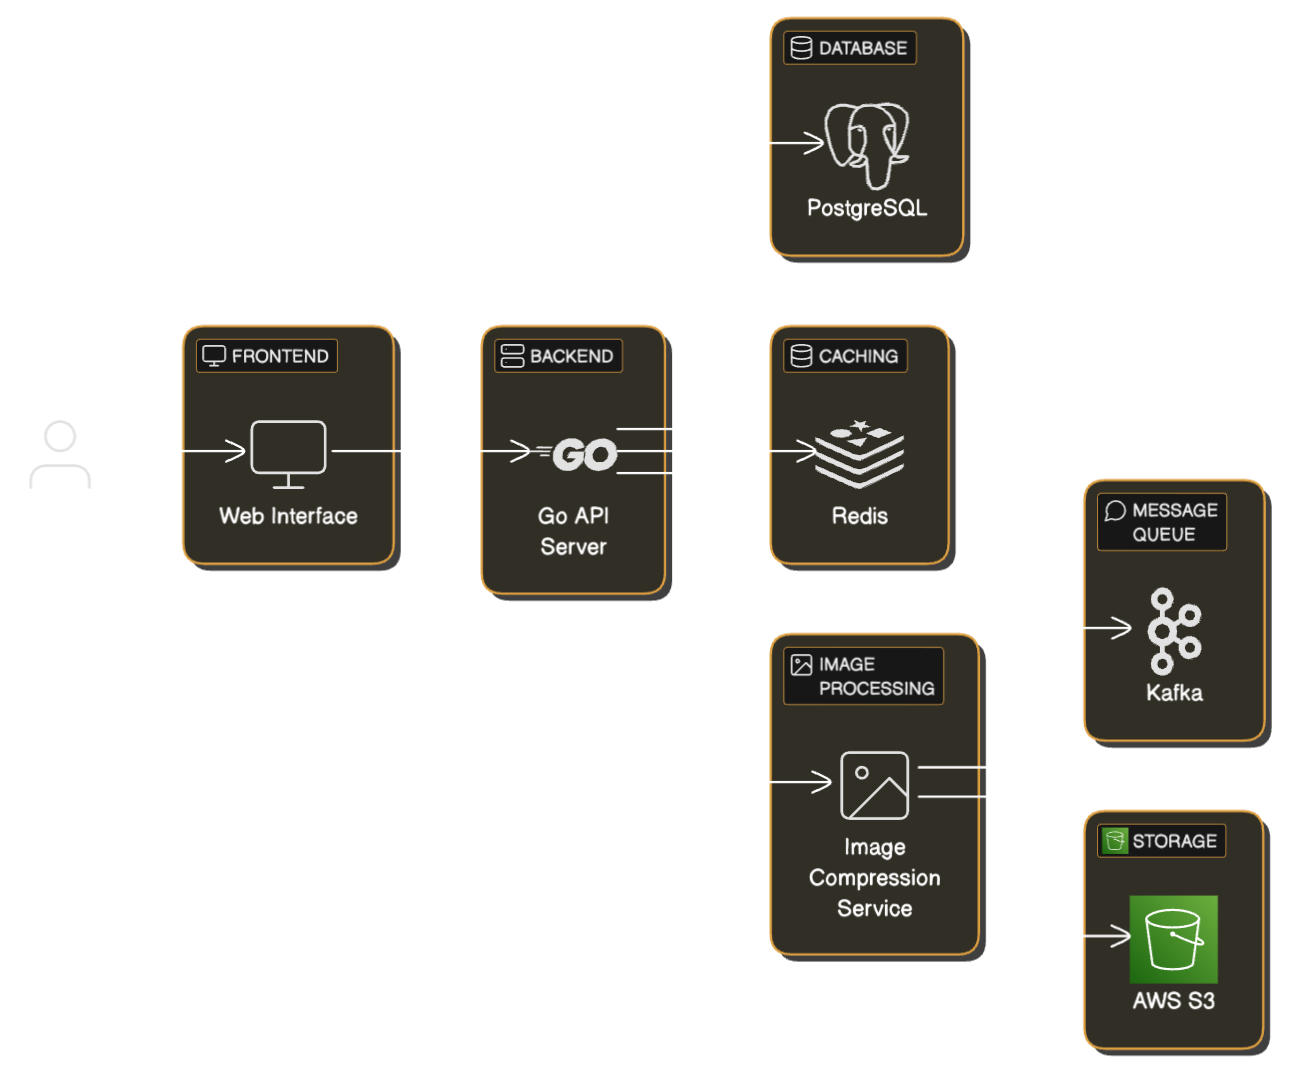 DATABASE
PostgreSQL
FRONTEND
Web Interface
BACKEND
GO
Go API
Server
CACHING
Redis
MESSAGE
QUEUE
Kafka
IMAGE
PROCESSING
Image
Compression
Service
STORAGE
AWS S3